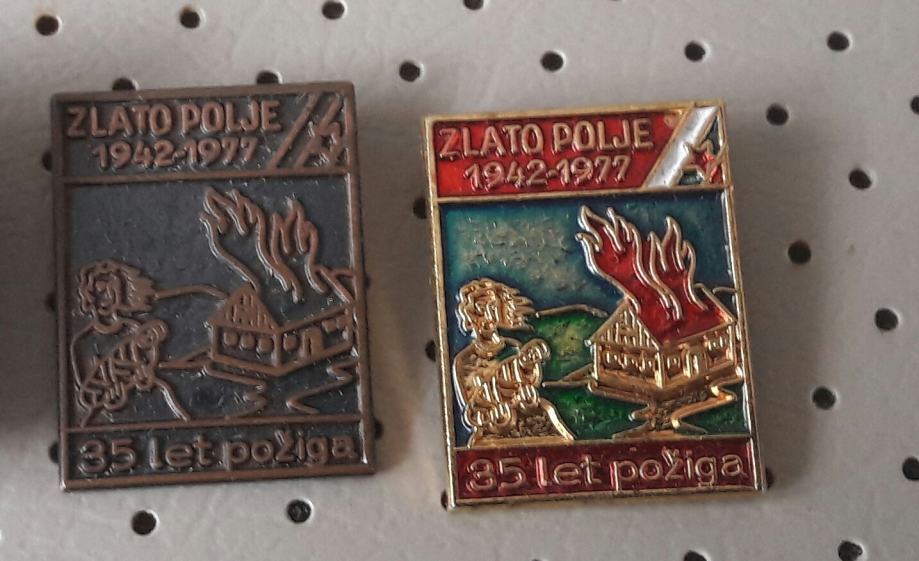 ZLATO POLJE
1942-1977
35 let požiga
ZLATO POLJE
1942-1977
35 let požiga